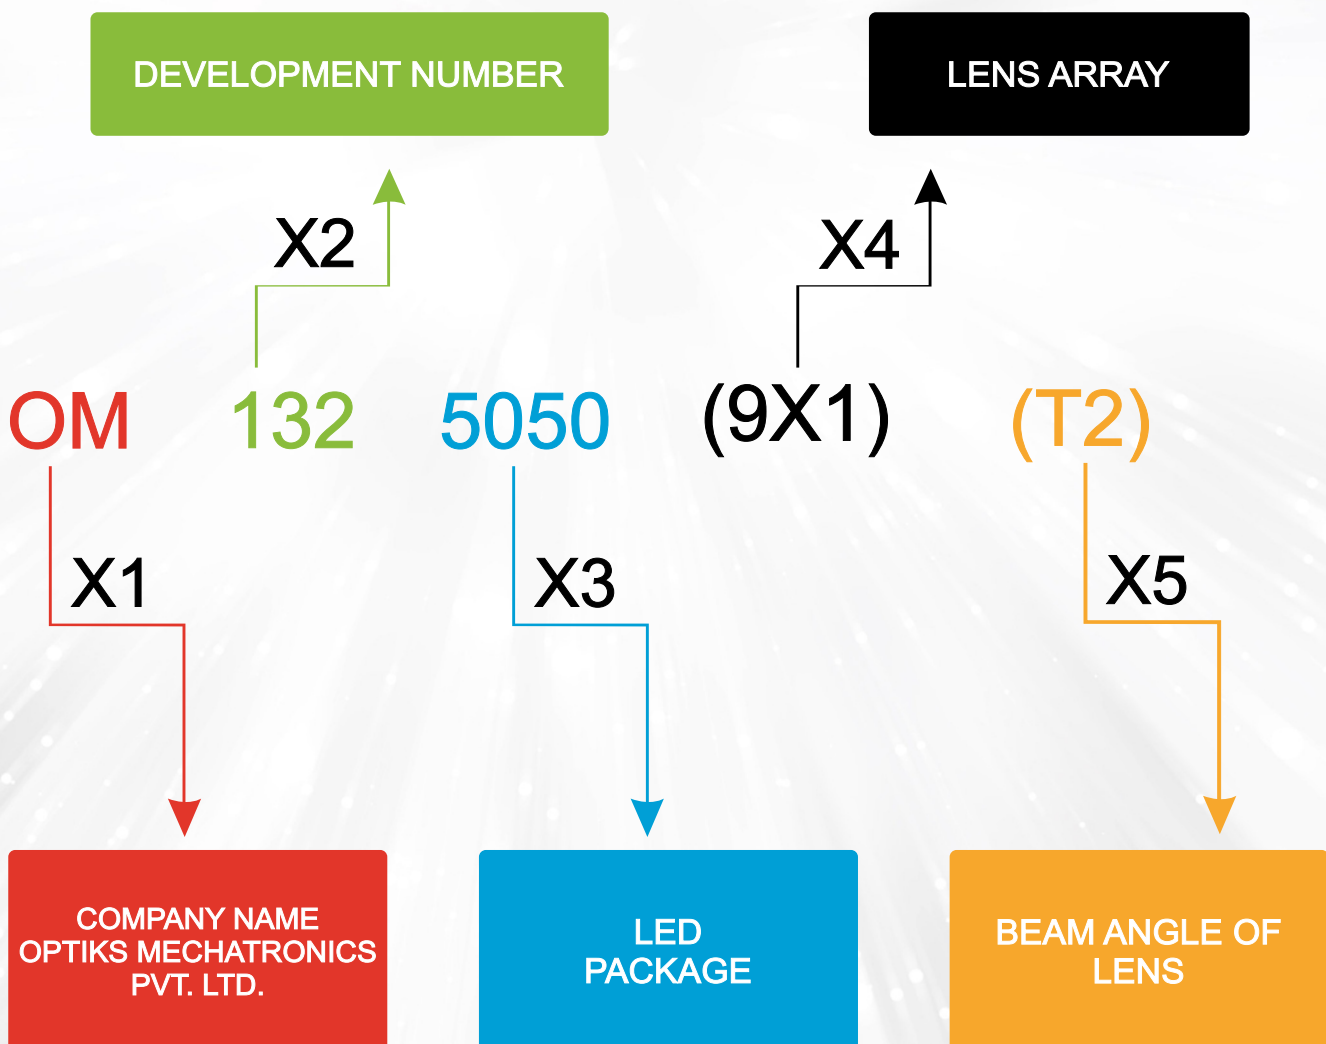 DEVELOPMENT NUMBER
LENS ARRAY
X2
X4
OM 132 5050 (9X1) (T2)
X1
X3
X5
COMPANY NAME
OPTIKS MECHATRONICS
PVT. LTD.
LED
PACKAGE
BEAM ANGLE OF
LENS